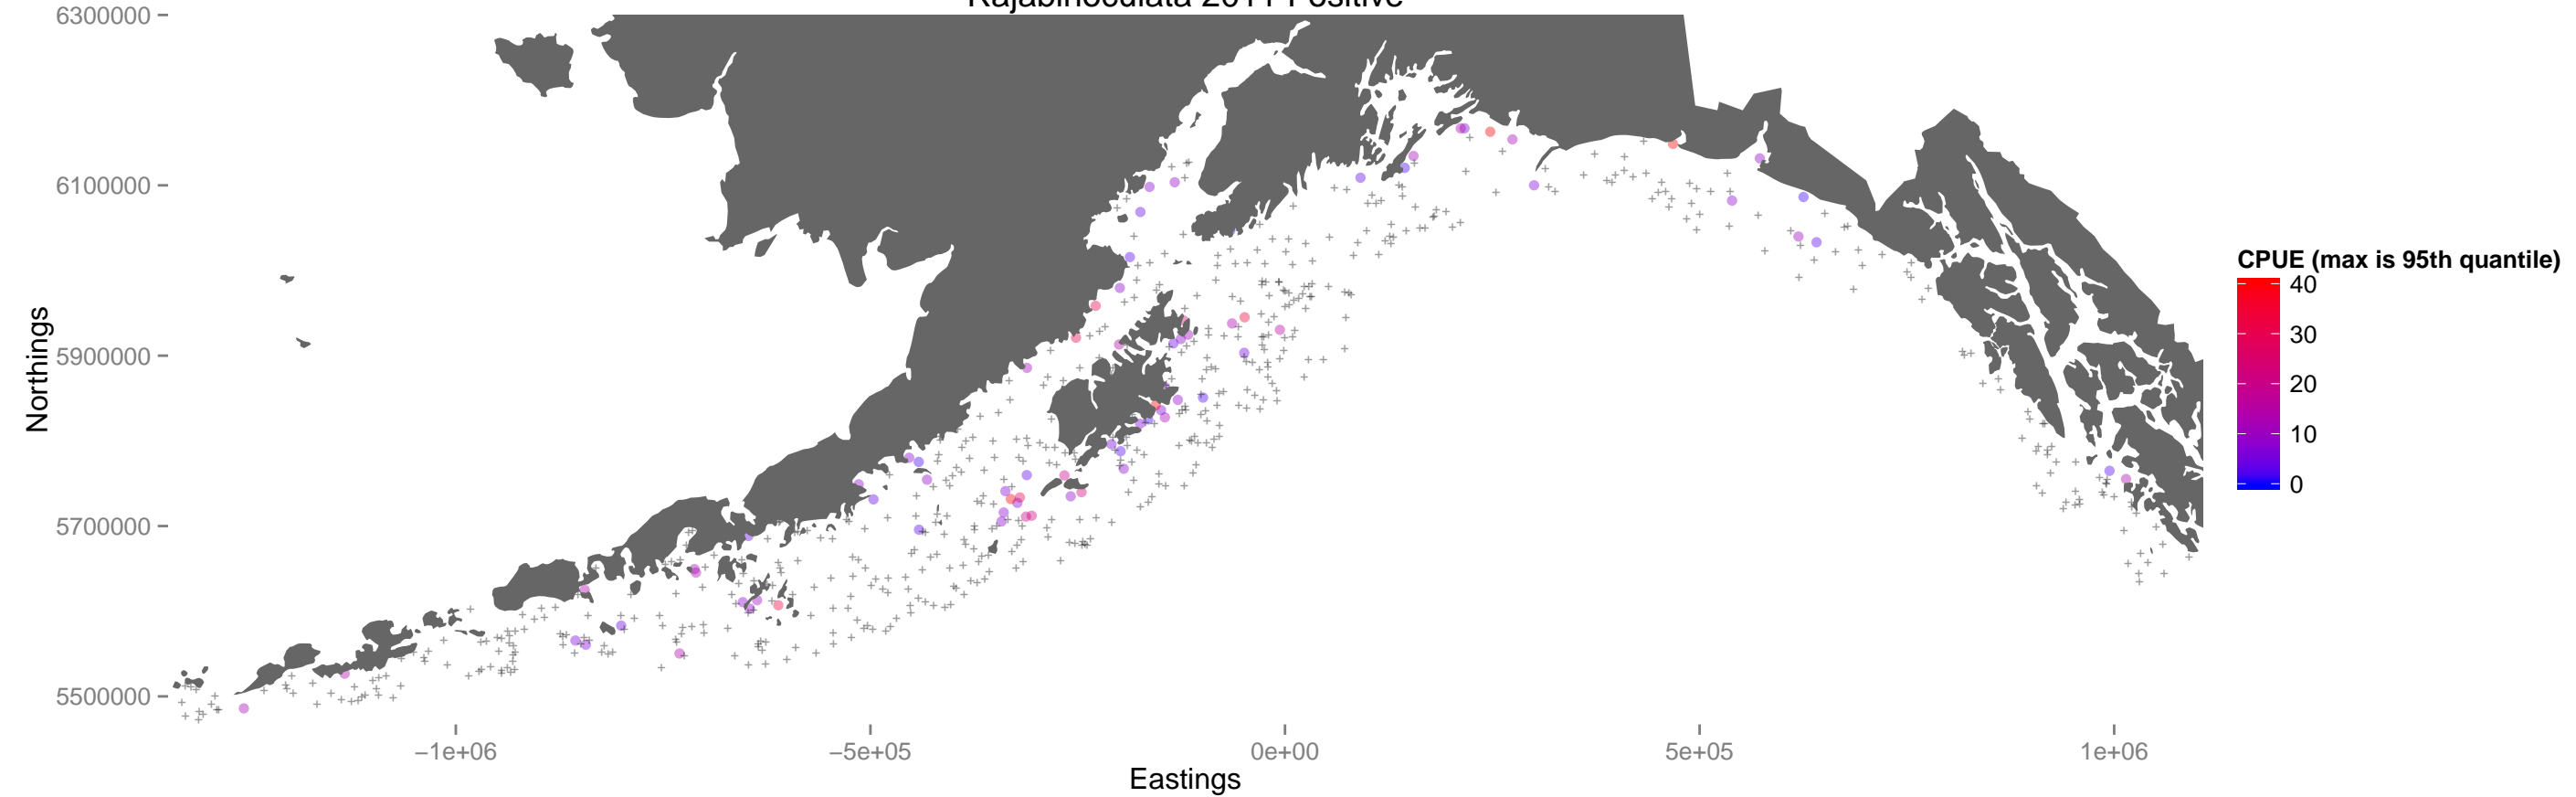 6300000
6100000
5900000
5700000
5500000
Northings
−1e+06
−5e+05
0e+00
5e+05
1e+06
Eastings
CPUE (max is 95th quantile)
40
30
20
10
0